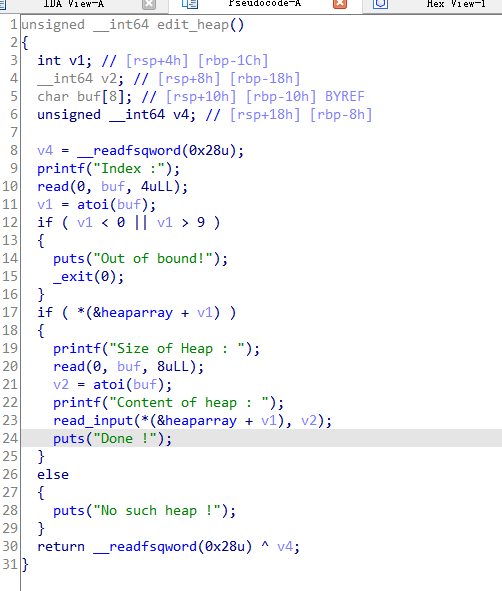 IDA View-A Pseudocode-A Hex View-1
1 unsigned __int64 edit_heap()
2 {
3 int v1; // [rsp+4h] [rbp-1Ch]
4 __int64 v2; // [rsp+8h] [rbp-18h]
5 char buf[8]; // [rsp+10h] [rbp-10h] BYREF
6 unsigned __int64 v4; // [rsp+18h] [rbp-8h]
7
8 v4 = __readfsqword(0x28u);
9 printf("Index :");
10 read(0, buf, 4uLL);
11 v1 = atoi(buf);
12 if ( v1 < 0 || v1 > 9 )
13 {
14 puts("Out of bound!");
15 _exit(0);
16 }
17 if ( *(&heaparray + v1) )
18 {
19 printf("Size of Heap : ");
20 read(0, buf, 8uLL);
21 v2 = atoi(buf);
22 printf("Content of heap : ");
23 read_input(*(&heaparray + v1), v2);
24 puts("Done !");
25 }
26 else
27 {
28 puts("No such heap !");
29 }
30 return __readfsqword(0x28u) ^ v4;
31 }